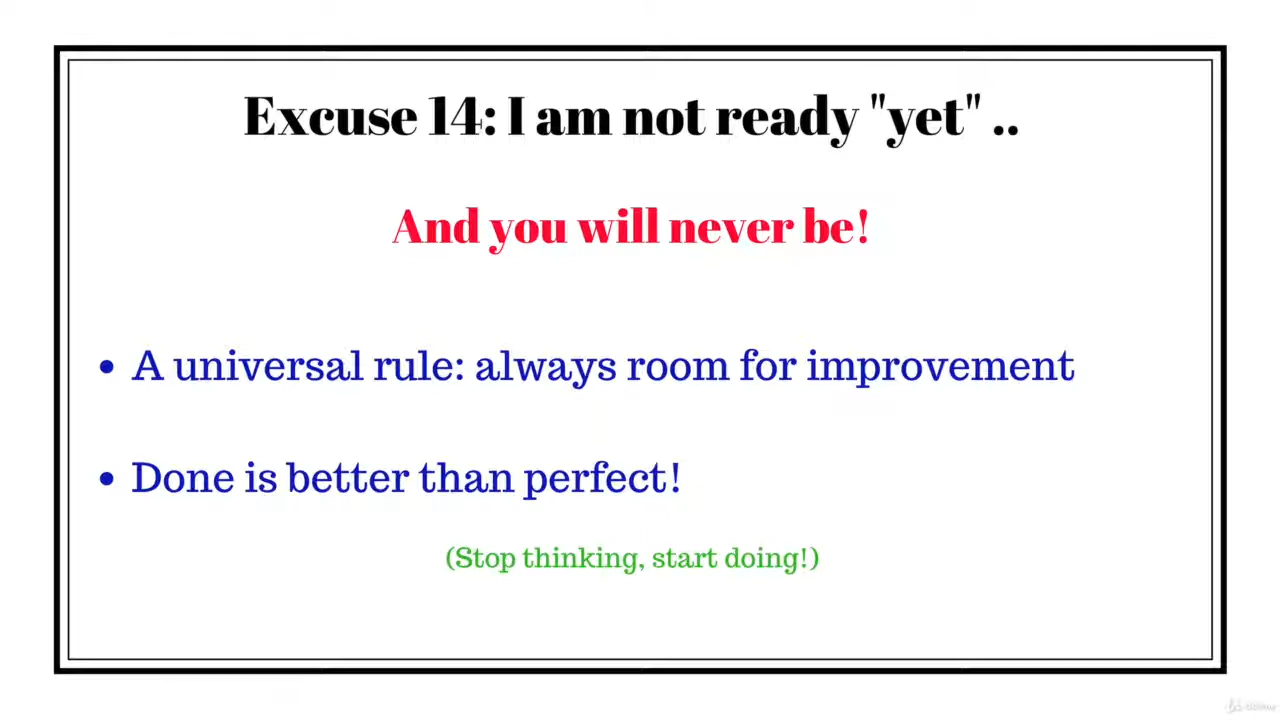 Excuse 14: I am not ready "yet" ..
And you will never be!
• A universal rule: always room for improvement
• Done is better than perfect!
(Stop thinking, start doing!)